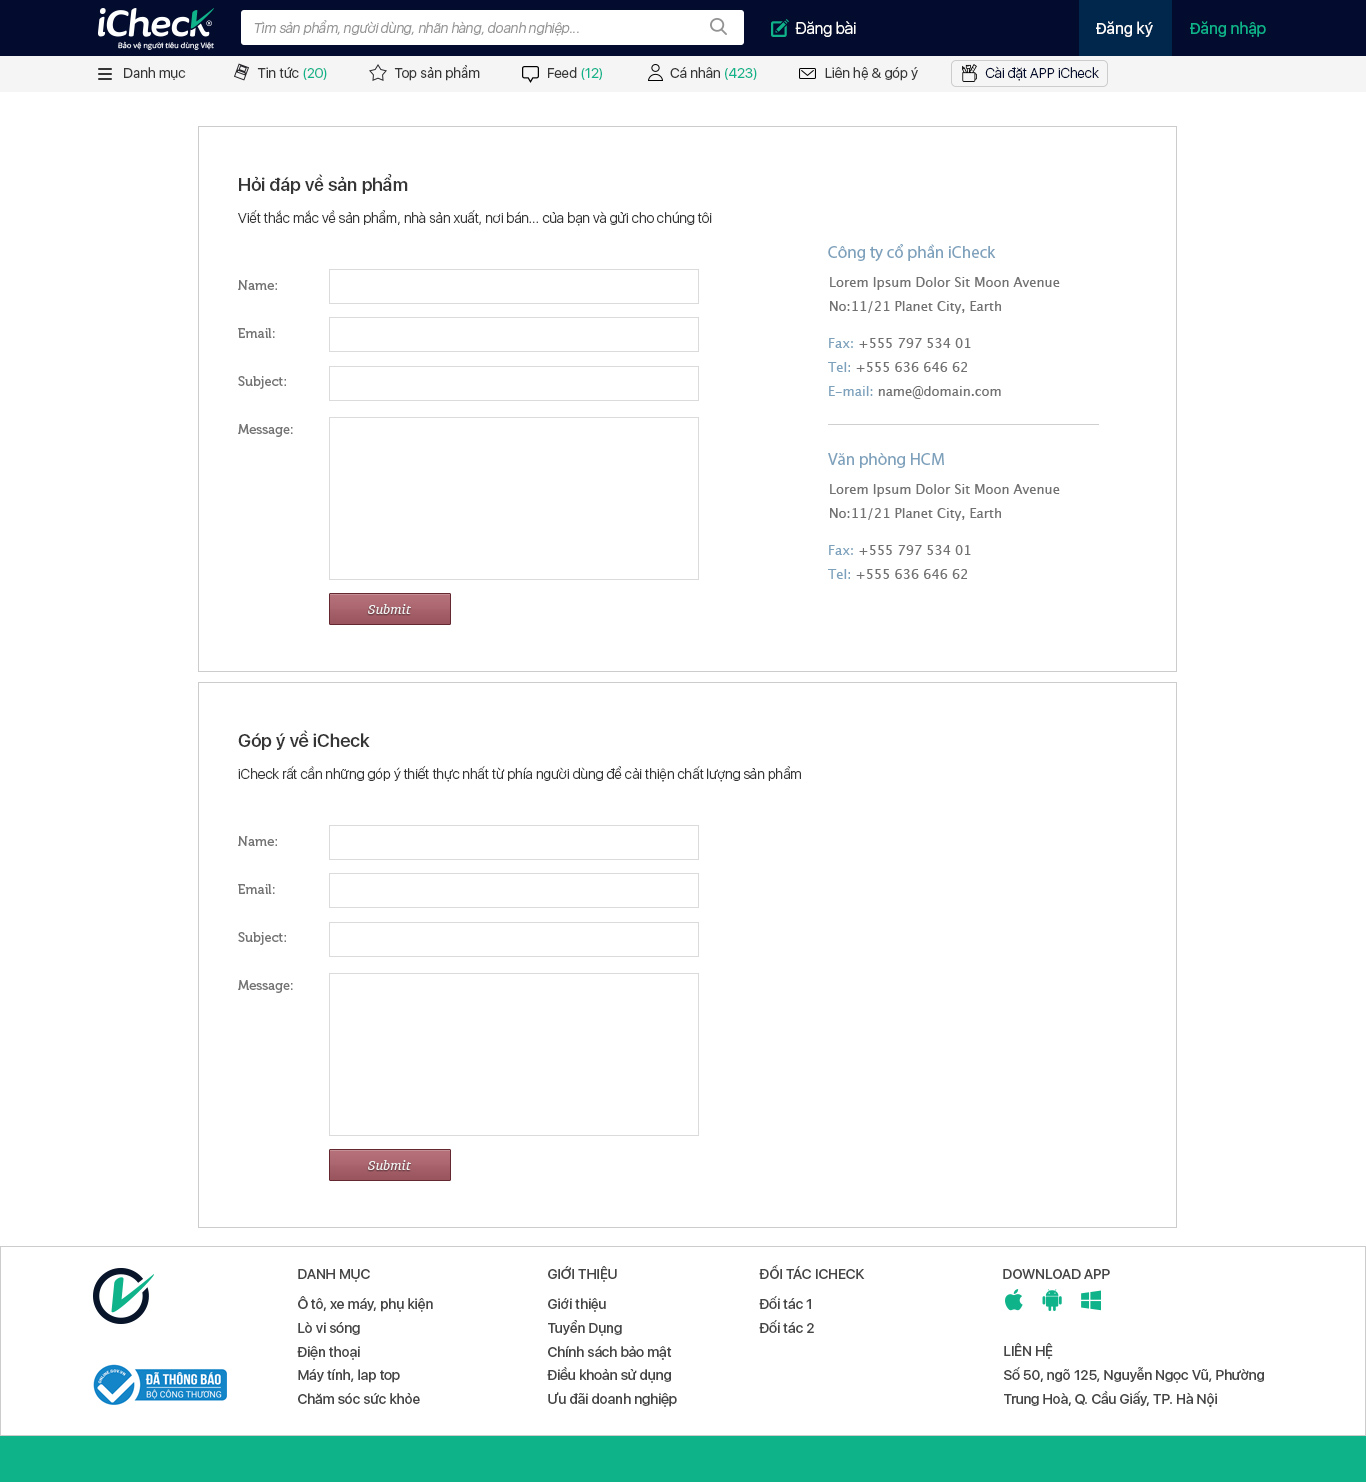 iCheck ®
Bảo vệ người tiêu dùng Việt
Tìm sản phẩm, người dùng, nhãn hàng, doanh nghiệp...
Đăng bài
Đăng ký
Đăng nhập
Danh mục
Tin tức (20)
Top sản phẩm
Feed (12)
Cá nhân (423)
Liên hệ & góp ý
Cài đặt APP iCheck
Hỏi đáp về sản phẩm
Viết thắc mắc về sản phẩm, nhà sản xuất, nơi bán... của bạn và gửi cho chúng tôi
Name:
Email:
Subject:
Message:
Submit
Công ty cổ phần iCheck
Lorem Ipsum Dolor Sit Moon Avenue
No:11/21 Planet City, Earth
Fax: +555 797 534 01
Tel: +555 636 646 62
E-mail: name@domain.com
Văn phòng HCM
Lorem Ipsum Dolor Sit Moon Avenue
No:11/21 Planet City, Earth
Fax: +555 797 534 01
Tel: +555 636 646 62
Góp ý về iCheck
iCheck rất cần những góp ý thiết thực nhất từ phía người dùng để cải thiện chất lượng sản phẩm
Name:
Email:
Subject:
Message:
Submit
ĐÃ THÔNG BÁO
BỘ CÔNG THƯƠNG
DANH MỤC
Ô tô, xe máy, phụ kiện
Lò vi sóng
Điện thoại
Máy tính, lap top
Chăm sóc sức khỏe
GIỚI THIỆU
Giới thiệu
Tuyển Dụng
Chính sách bảo mật
Điều khoản sử dụng
Ưu đãi doanh nghiệp
ĐỐI TÁC ICHECK
Đối tác 1
Đối tác 2
DOWNLOAD APP
LIÊN HỆ
Số 50, ngõ 125, Nguyễn Ngọc Vũ, Phường
Trung Hoà, Q. Cầu Giấy, TP. Hà Nội